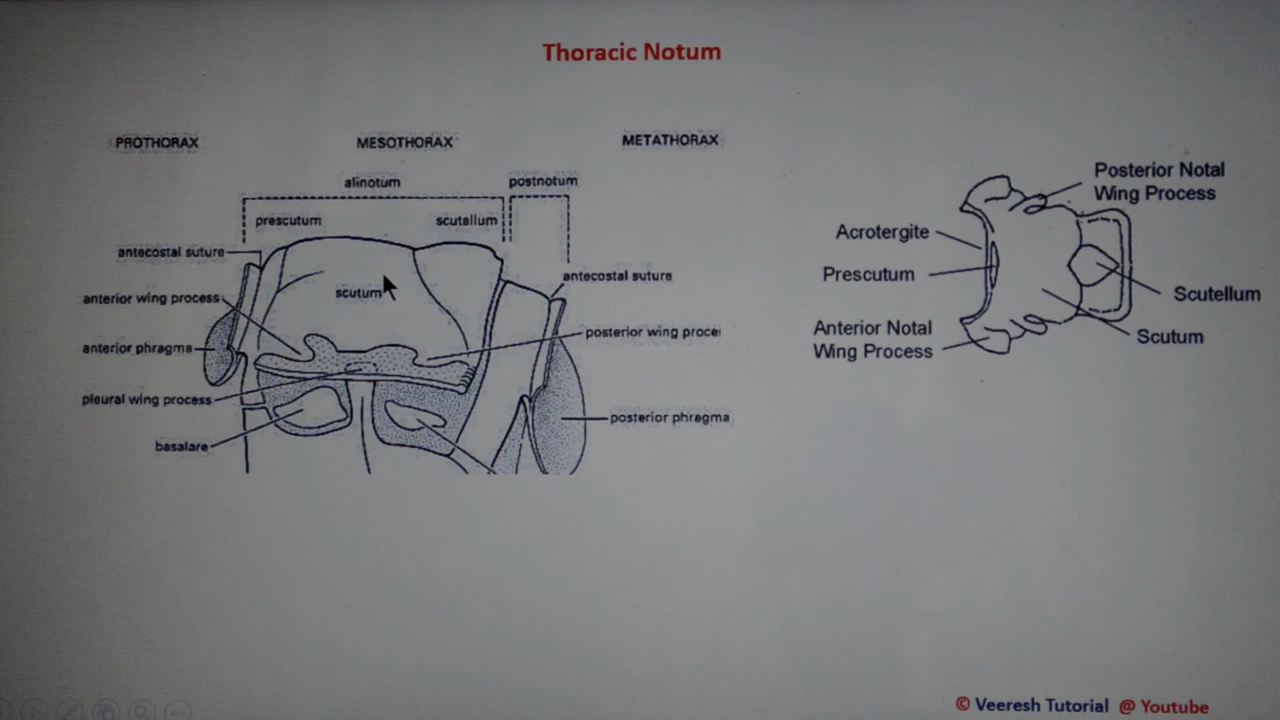 Thoracic Notum
PROTHORAX
MESOTHORAX
METATHORAX
alinotum
postnotum
prescutum
scutellum
antecostal suture
anterior wing process
anterior phragma
pleural wing process
basalare
scutum
antecostal suture
posterior wing proce
posterior phragma
Posterior Notal
Wing Process
Acrotergite
Prescutum
Anterior Notal
Wing Process
Scutellum
Scutum
© Veeresh Tutorial @ Youtube